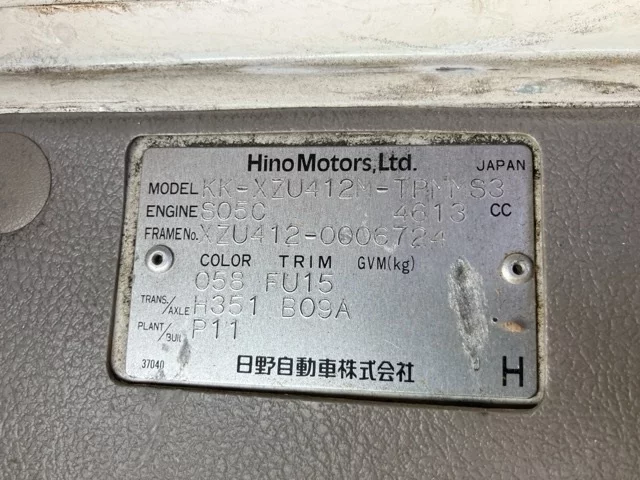 Hino Motors, Ltd. JAPAN
MODEL KK-XZU412M-TPMMS3
ENGINE S05C 4613 CC
FRAME No. XZU412-0006724
COLOR TRIM GVM(kg)
058 FU15
TRANS./AXLE H351 B09A
PLANT/BUIL P11
37040 日野自動車株式会社 H